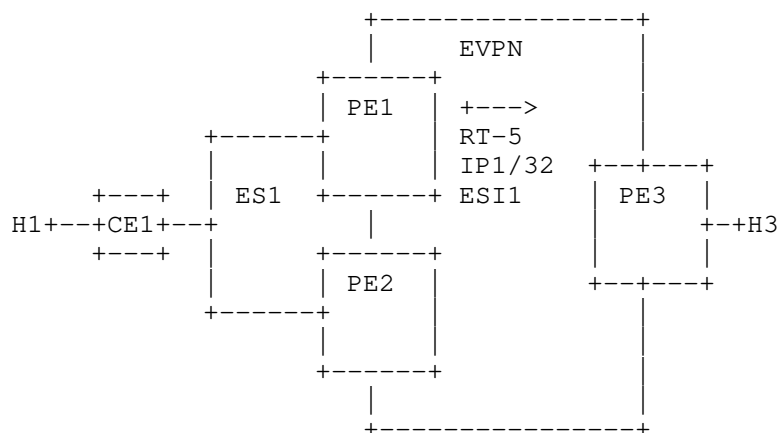 EVPN
PE1
+--->
RT-5
IP1/32
ES1 ESI1 PE3
H1 CE1 H3
PE2